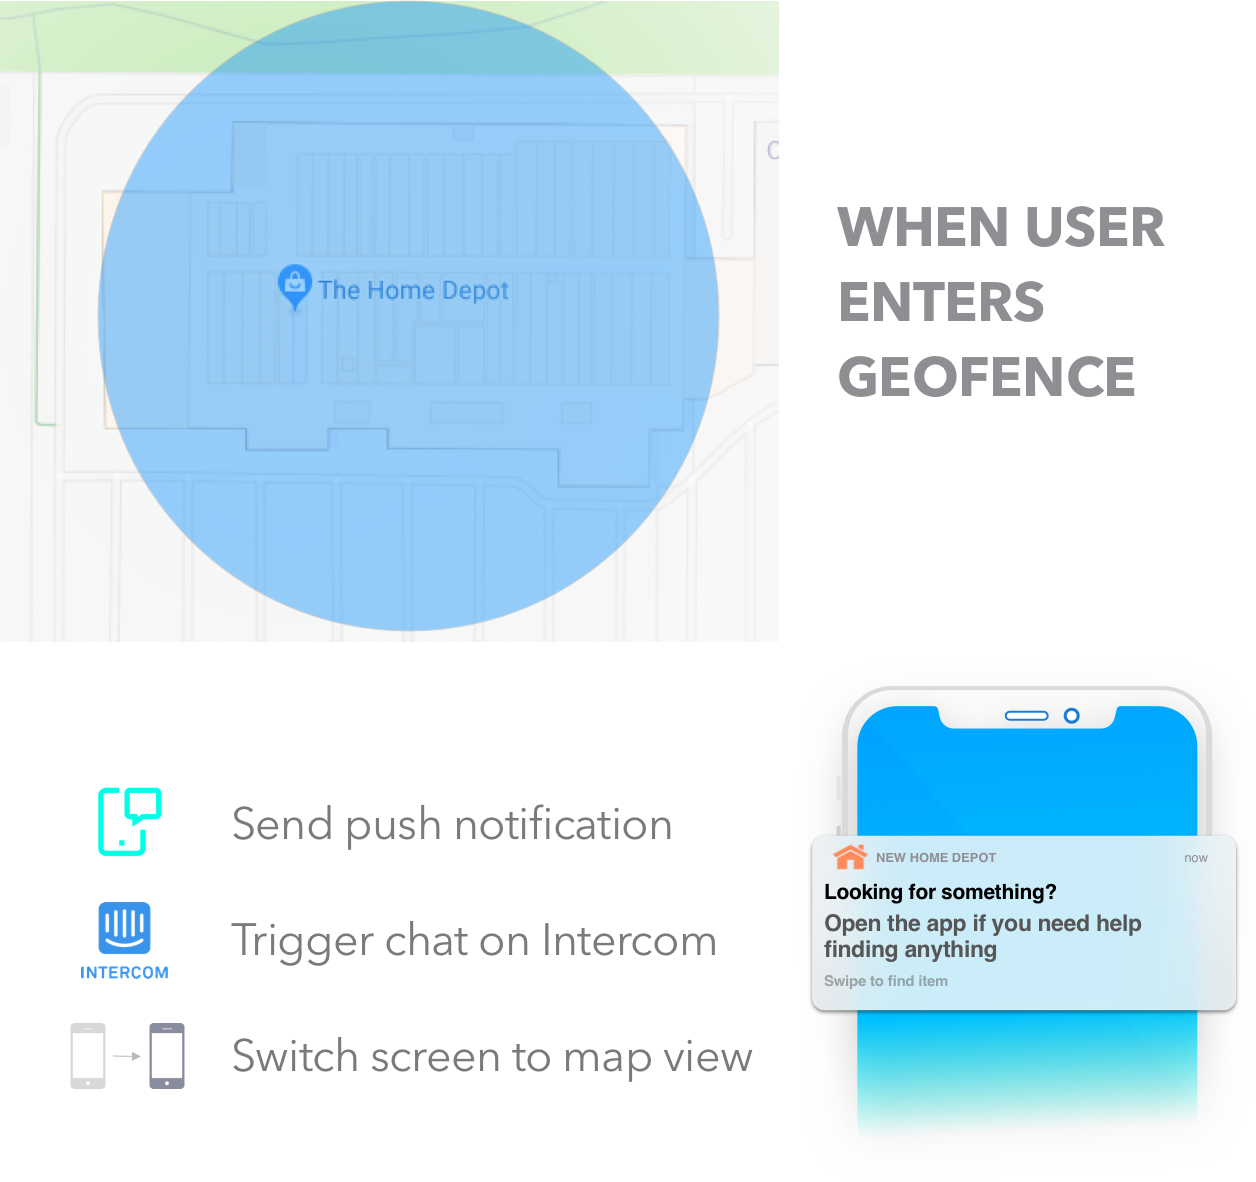 The Home Depot
WHEN USER
ENTERS
GEOFENCE
Send push notification
Trigger chat on Intercom
INTERCOM
Switch screen to map view
NEW HOME DEPOT
now
Looking for something?
Open the app if you need help
finding anything
Swipe to find item